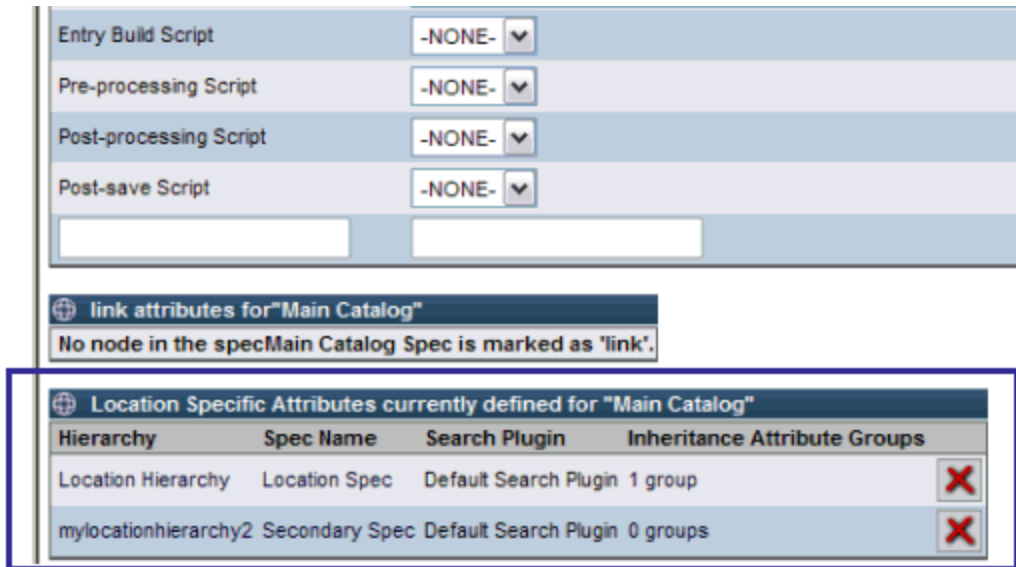 Entry Build Script -NONE-
Pre-processing Script -NONE-
Post-processing Script -NONE-
Post-save Script -NONE-
link attributes for"Main Catalog"
No node in the specMain Catalog Spec is marked as 'link'.
Location Specific Attributes currently defined for "Main Catalog"
Hierarchy Spec Name Search Plugin Inheritance Attribute Groups
Location Hierarchy Location Spec Default Search Plugin 1 group
mylocationhierarchy2 Secondary Spec Default Search Plugin 0 groups